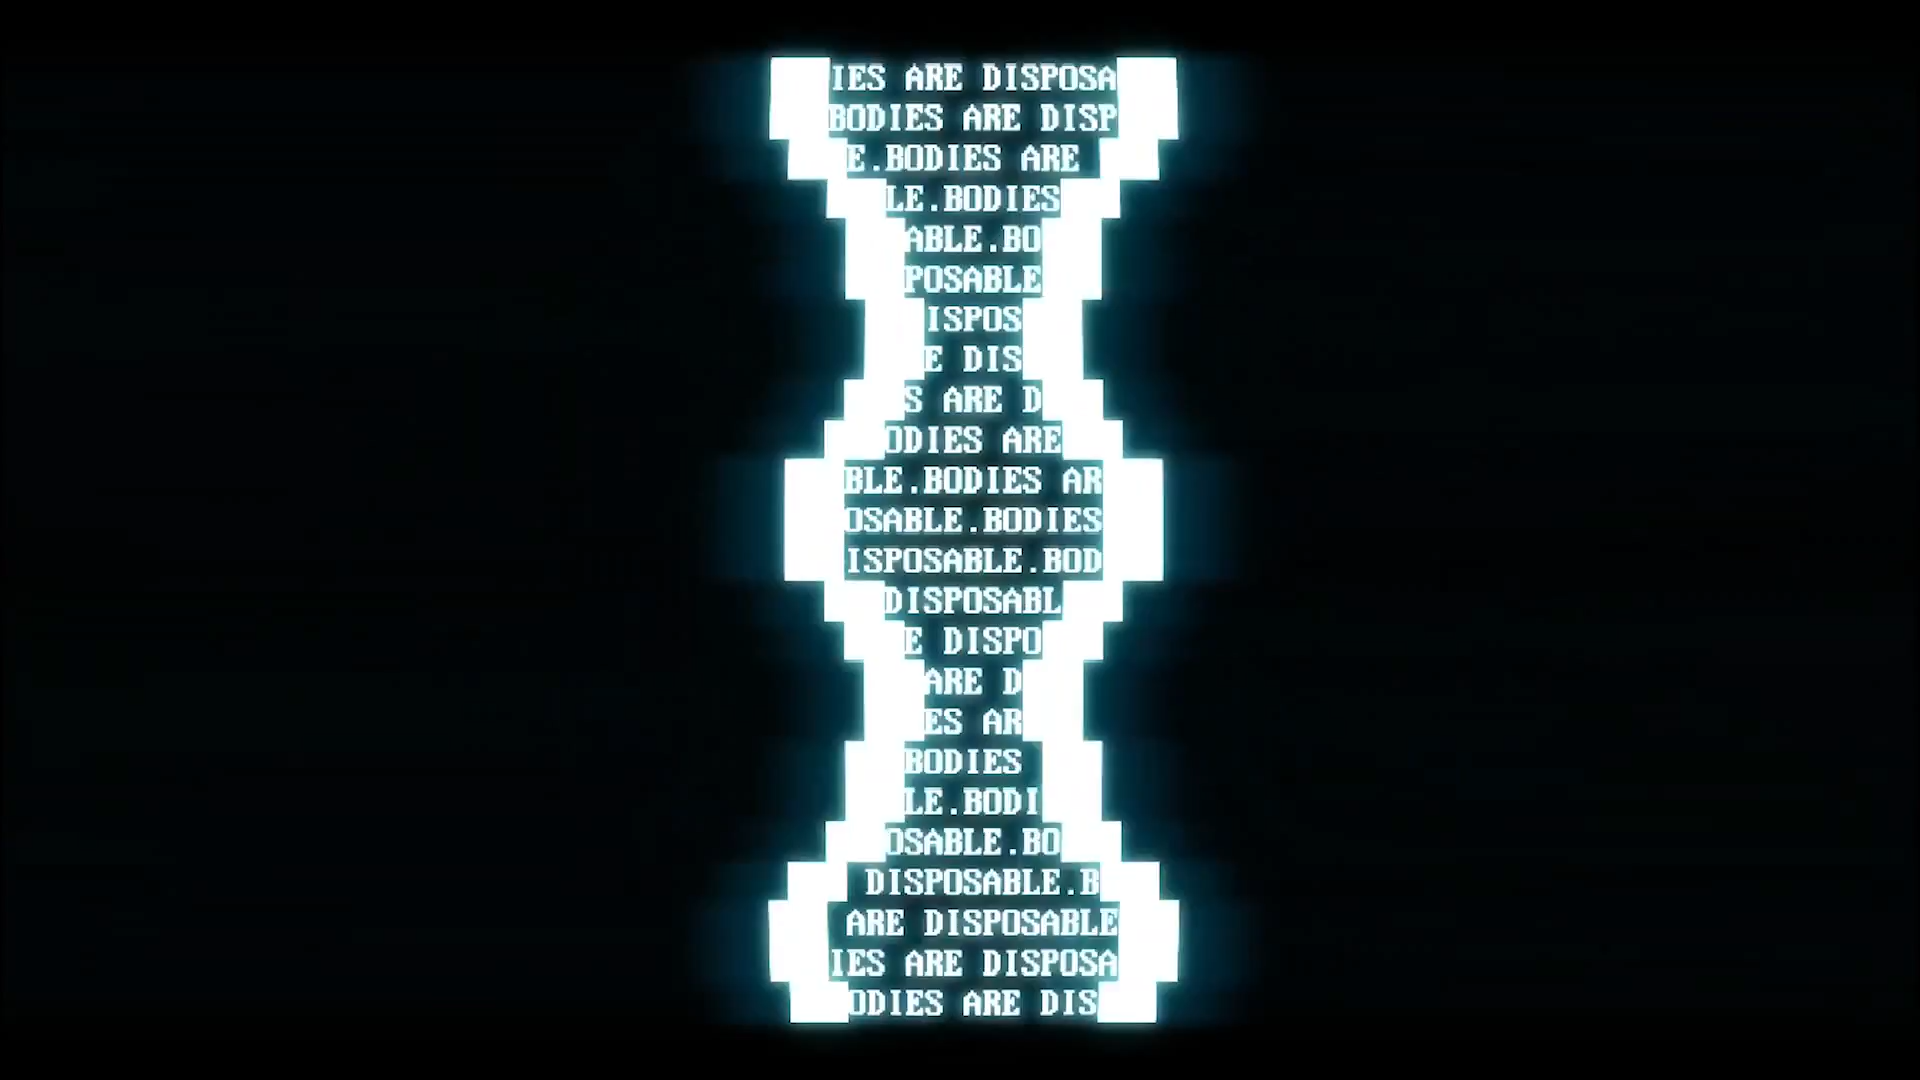 IES ARE DISPOSA
BODIES ARE DISP
E.BODIES ARE
LE.BODIES
ABLE.BO
POSABLE
ISPOS
E DIS
S ARE D
ODIES ARE
BLE.BODIES AR
OSABLE.BODIES
ISPOSABLE.BOD
DISPOSABL
E DISPO
ARE D
ES AR
BODIES
LE.BODI
OSABLE.BO
DISPOSABLE.B
ARE DISPOSABLE
IES ARE DISPOSA
ODIES ARE DIS